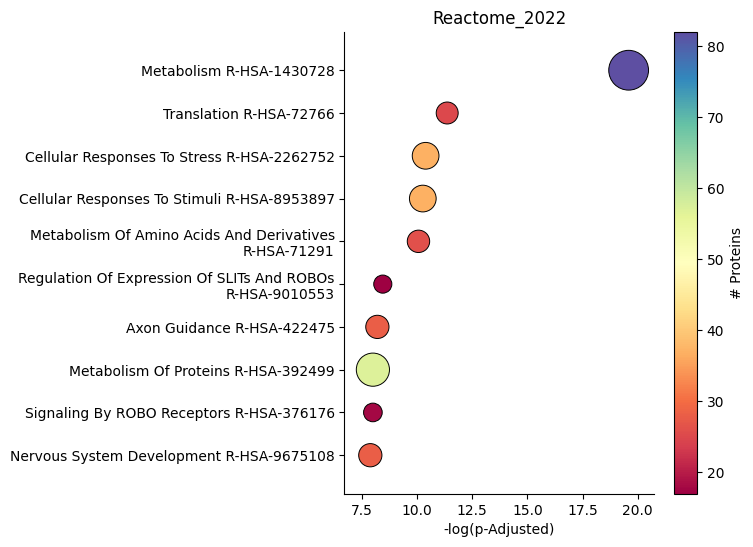 Reactome_2022
Metabolism R-HSA-1430728
Translation R-HSA-72766
Cellular Responses To Stress R-HSA-2262752
Cellular Responses To Stimuli R-HSA-8953897
Metabolism Of Amino Acids And Derivatives
R-HSA-71291
Regulation Of Expression Of SLITs And ROBOs
R-HSA-9010553
Axon Guidance R-HSA-422475
Metabolism Of Proteins R-HSA-392499
Signaling By ROBO Receptors R-HSA-376176
Nervous System Development R-HSA-9675108
7.5 10.0 12.5 15.0 17.5 20.0
-log(p-Adjusted)
80
70
60
50
40
30
20
# Proteins